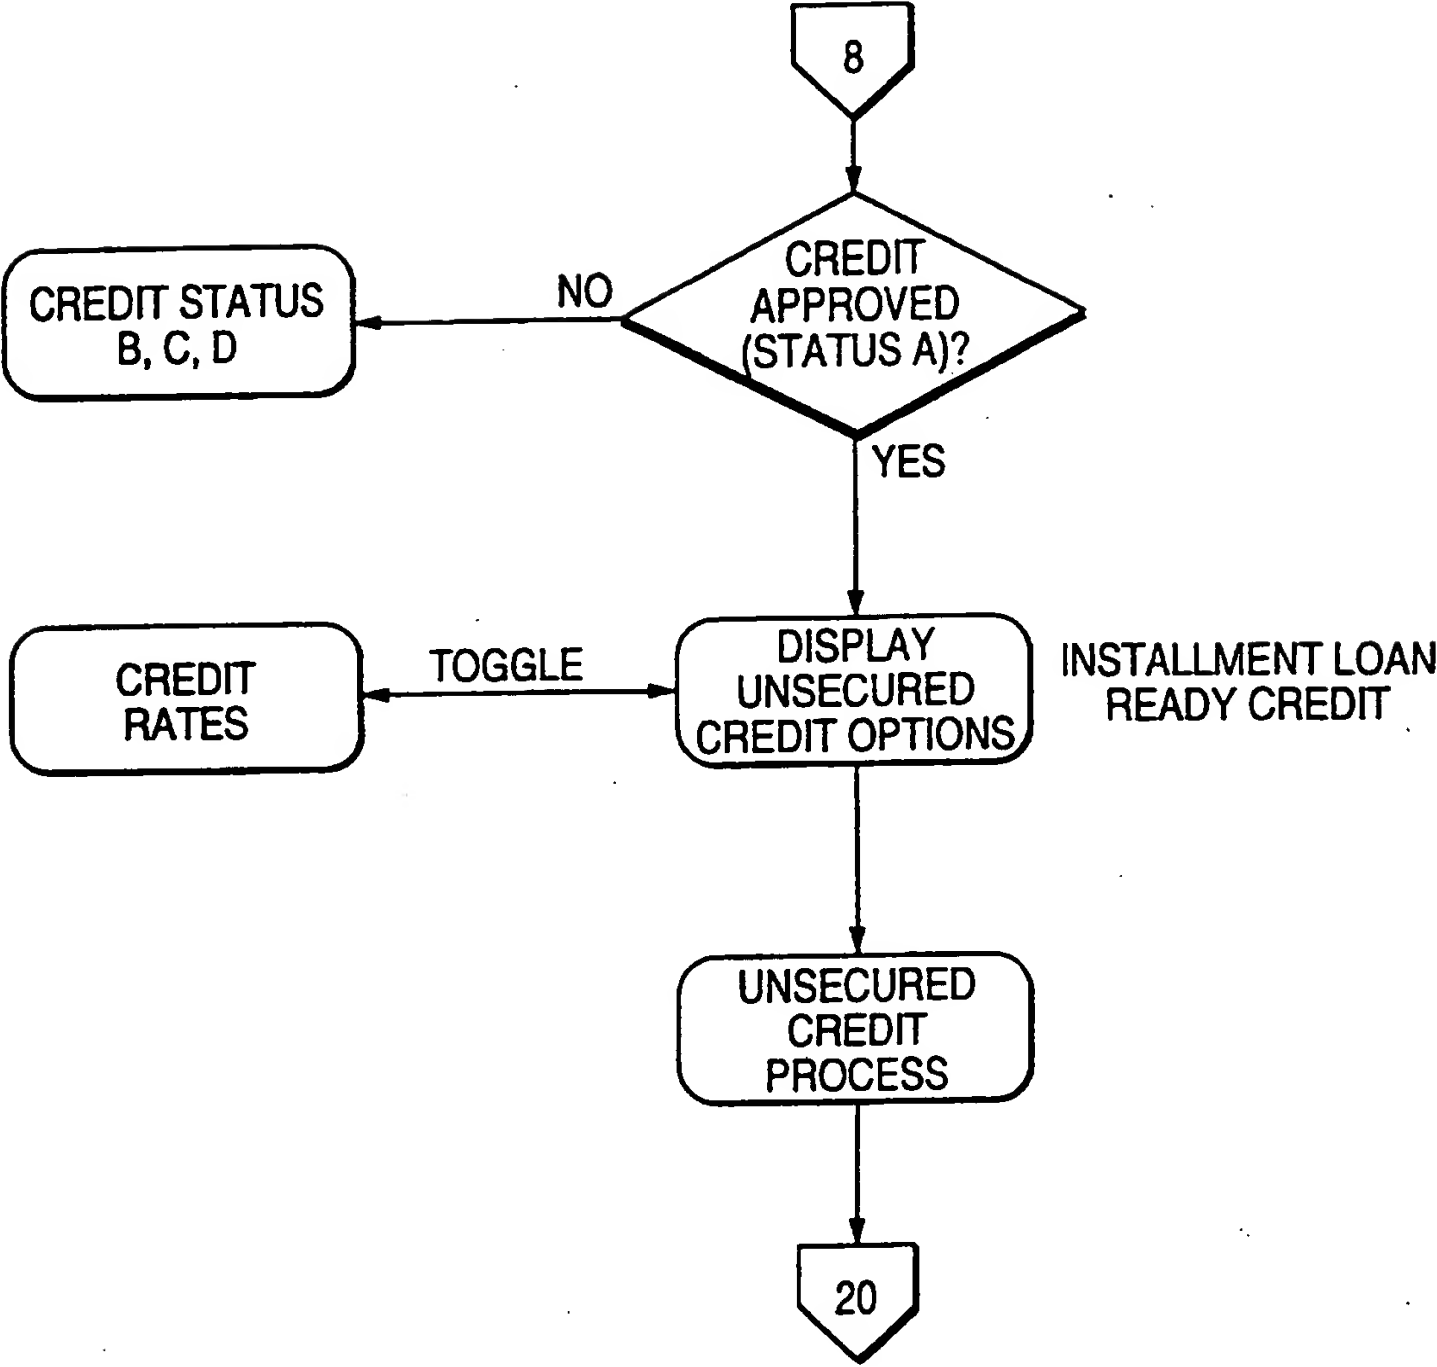 8
CREDIT
APPROVED
(STATUS A)?
NO
CREDIT STATUS
B, C, D
YES
CREDIT
RATES
TOGGLE
DISPLAY
UNSECURED
CREDIT OPTIONS
INSTALLMENT LOAN
READY CREDIT
UNSECURED
CREDIT
PROCESS
20